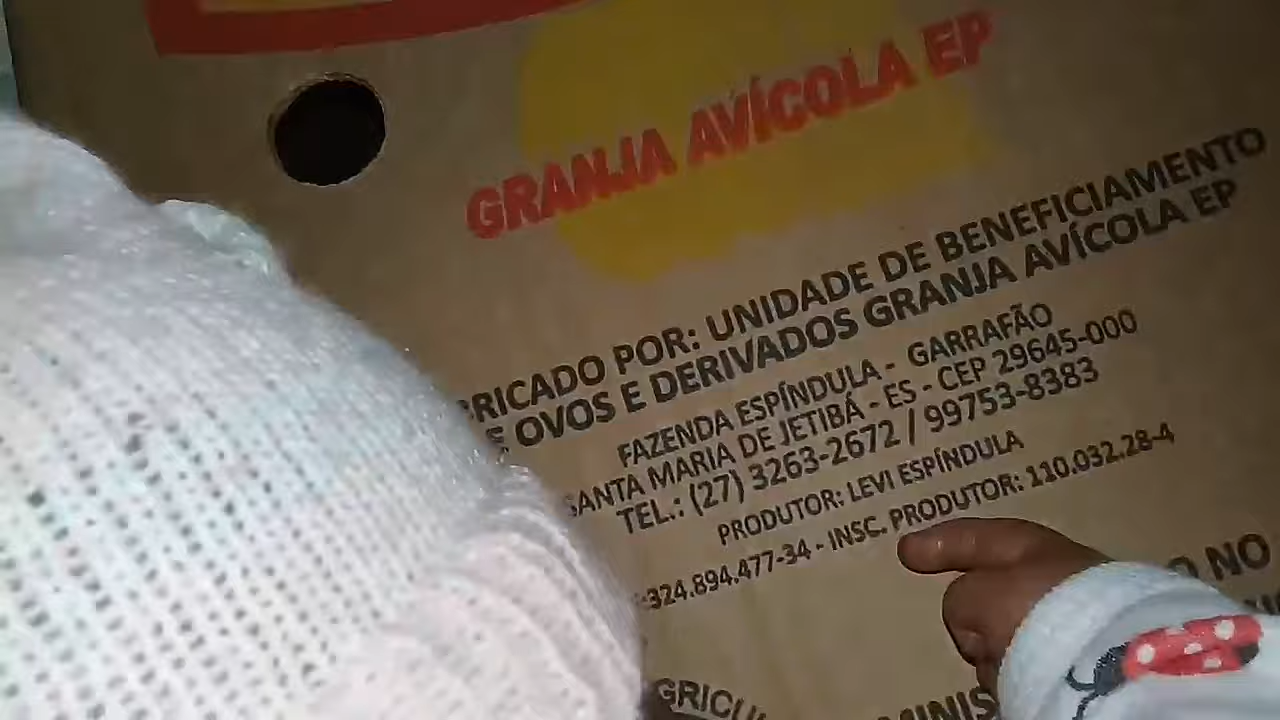 GRANJA AVÍCOLA EP
RICADO POR: UNIDADE DE BENEFICIAMENTO
E OVOS E DERIVADOS GRANJA AVÍCOLA EP
FAZENDA ESPÍNDULA - GARRAFÃO
SANTA MARIA DE JETIBÁ - ES - CEP 29645-000
TEL.: (27) 3263-2672 / 99753-8383
PRODUTOR: LEVI ESPÍNDULA
324.894.477-34 - INSC. PRODUTOR: 110.032.28-4
O NO
GRICU
MINIS